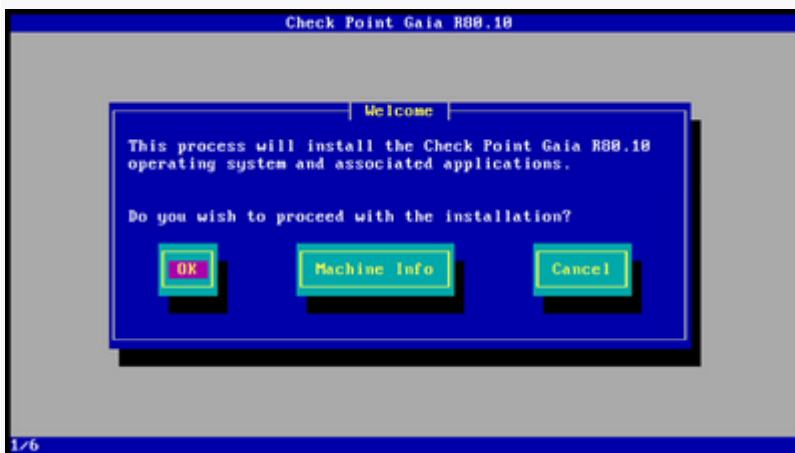 Check Point Gaia R80.10
Welcome
This process will install the Check Point Gaia R80.10
operating system and associated applications.
Do you wish to proceed with the installation?
OK Machine Info Cancel
1/6